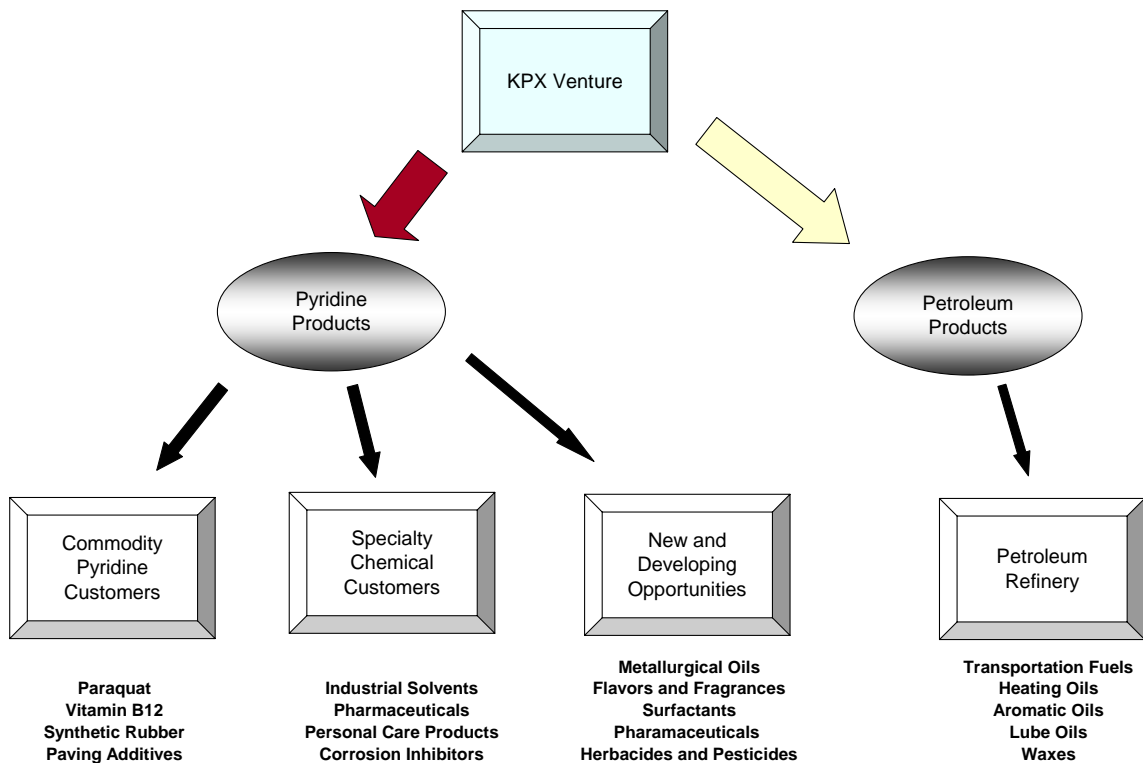 KPX Venture
Pyridine
Products
Petroleum
Products
Commodity
Pyridine
Customers
Specialty
Chemical
Customers
New and
Developing
Opportunities
Petroleum
Refinery
Paraquat
Vitamin B12
Synthetic Rubber
Paving Additives
Industrial Solvents
Pharmaceuticals
Personal Care Products
Corrosion Inhibitors
Metallurgical Oils
Flavors and Fragrances
Surfactants
Pharamaceuticals
Herbacides and Pesticides
Transportation Fuels
Heating Oils
Aromatic Oils
Lube Oils
Waxes